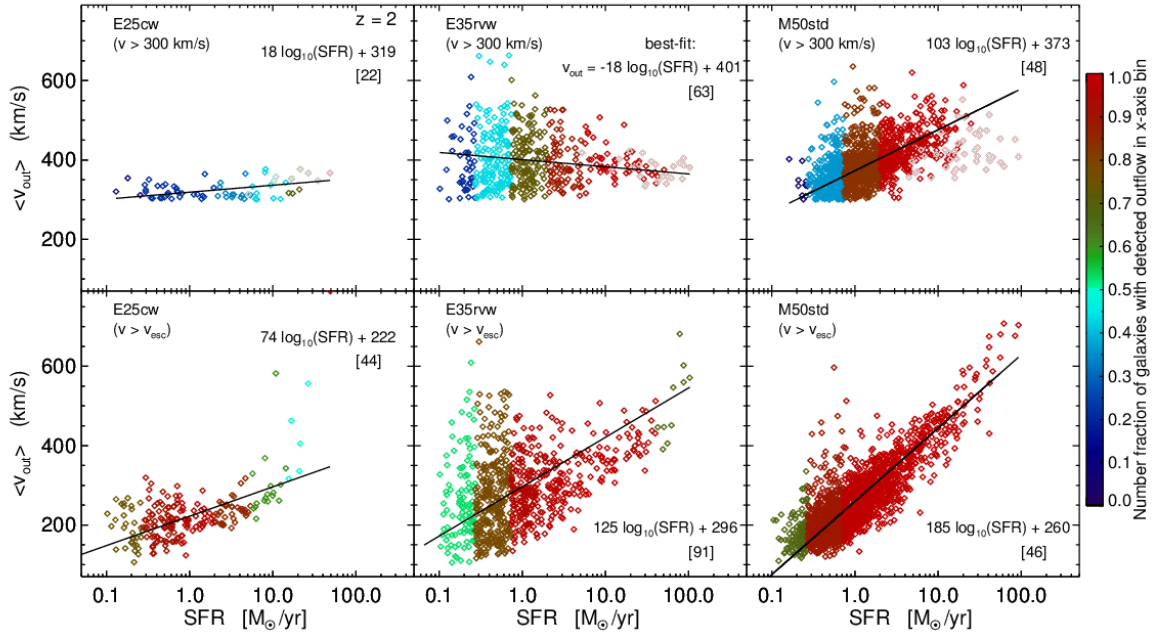 E25cw
z = 2
(v > 300 km/s)
18 log10(SFR) + 319
[22]
E35rvw
(v > 300 km/s)
best-fit:
vout = -18 log10(SFR) + 401
[63]
M50std
(v > 300 km/s)
103 log10(SFR) + 373
[48]
600
400
200
<vout> (km/s)
E25cw
(v > vesc)
74 log10(SFR) + 222
[44]
E35rvw
(v > vesc)
125 log10(SFR) + 296
[91]
M50std
(v > vesc)
185 log10(SFR) + 260
[46]
600
400
200
<vout> (km/s)
0.1 1.0 10.0 100.0
0.1 1.0 10.0 100.0
0.1 1.0 10.0 100.0
SFR [M⊙/yr]
SFR [M⊙/yr]
SFR [M⊙/yr]
1.0
0.9
0.8
0.7
0.6
0.5
0.4
0.3
0.2
0.1
0.0
Number fraction of galaxies with detected outflow in x-axis bin